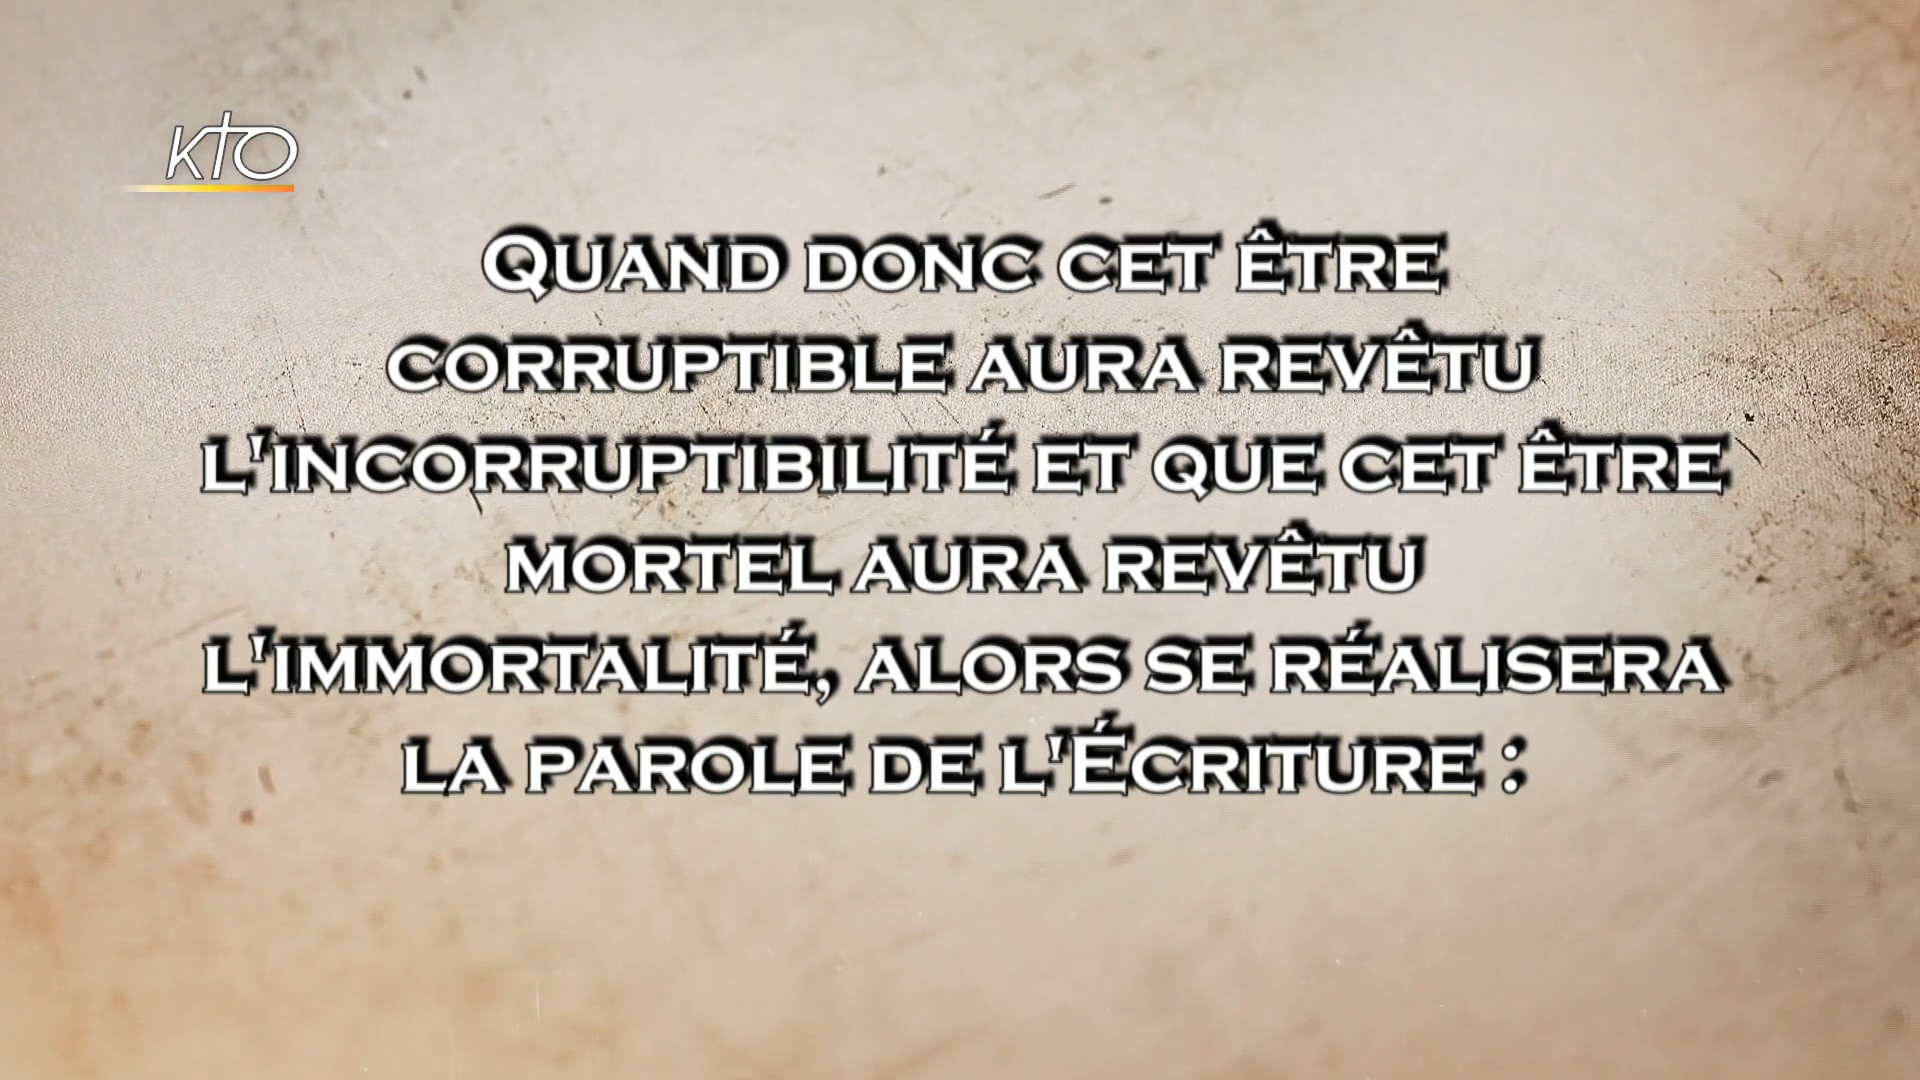 KTO
Quand donc cet être
corruptible aura revêtu
l'incorruptibilité et que cet être
mortel aura revêtu
l'immortalité, alors se réalisera
la parole de l'Écriture :